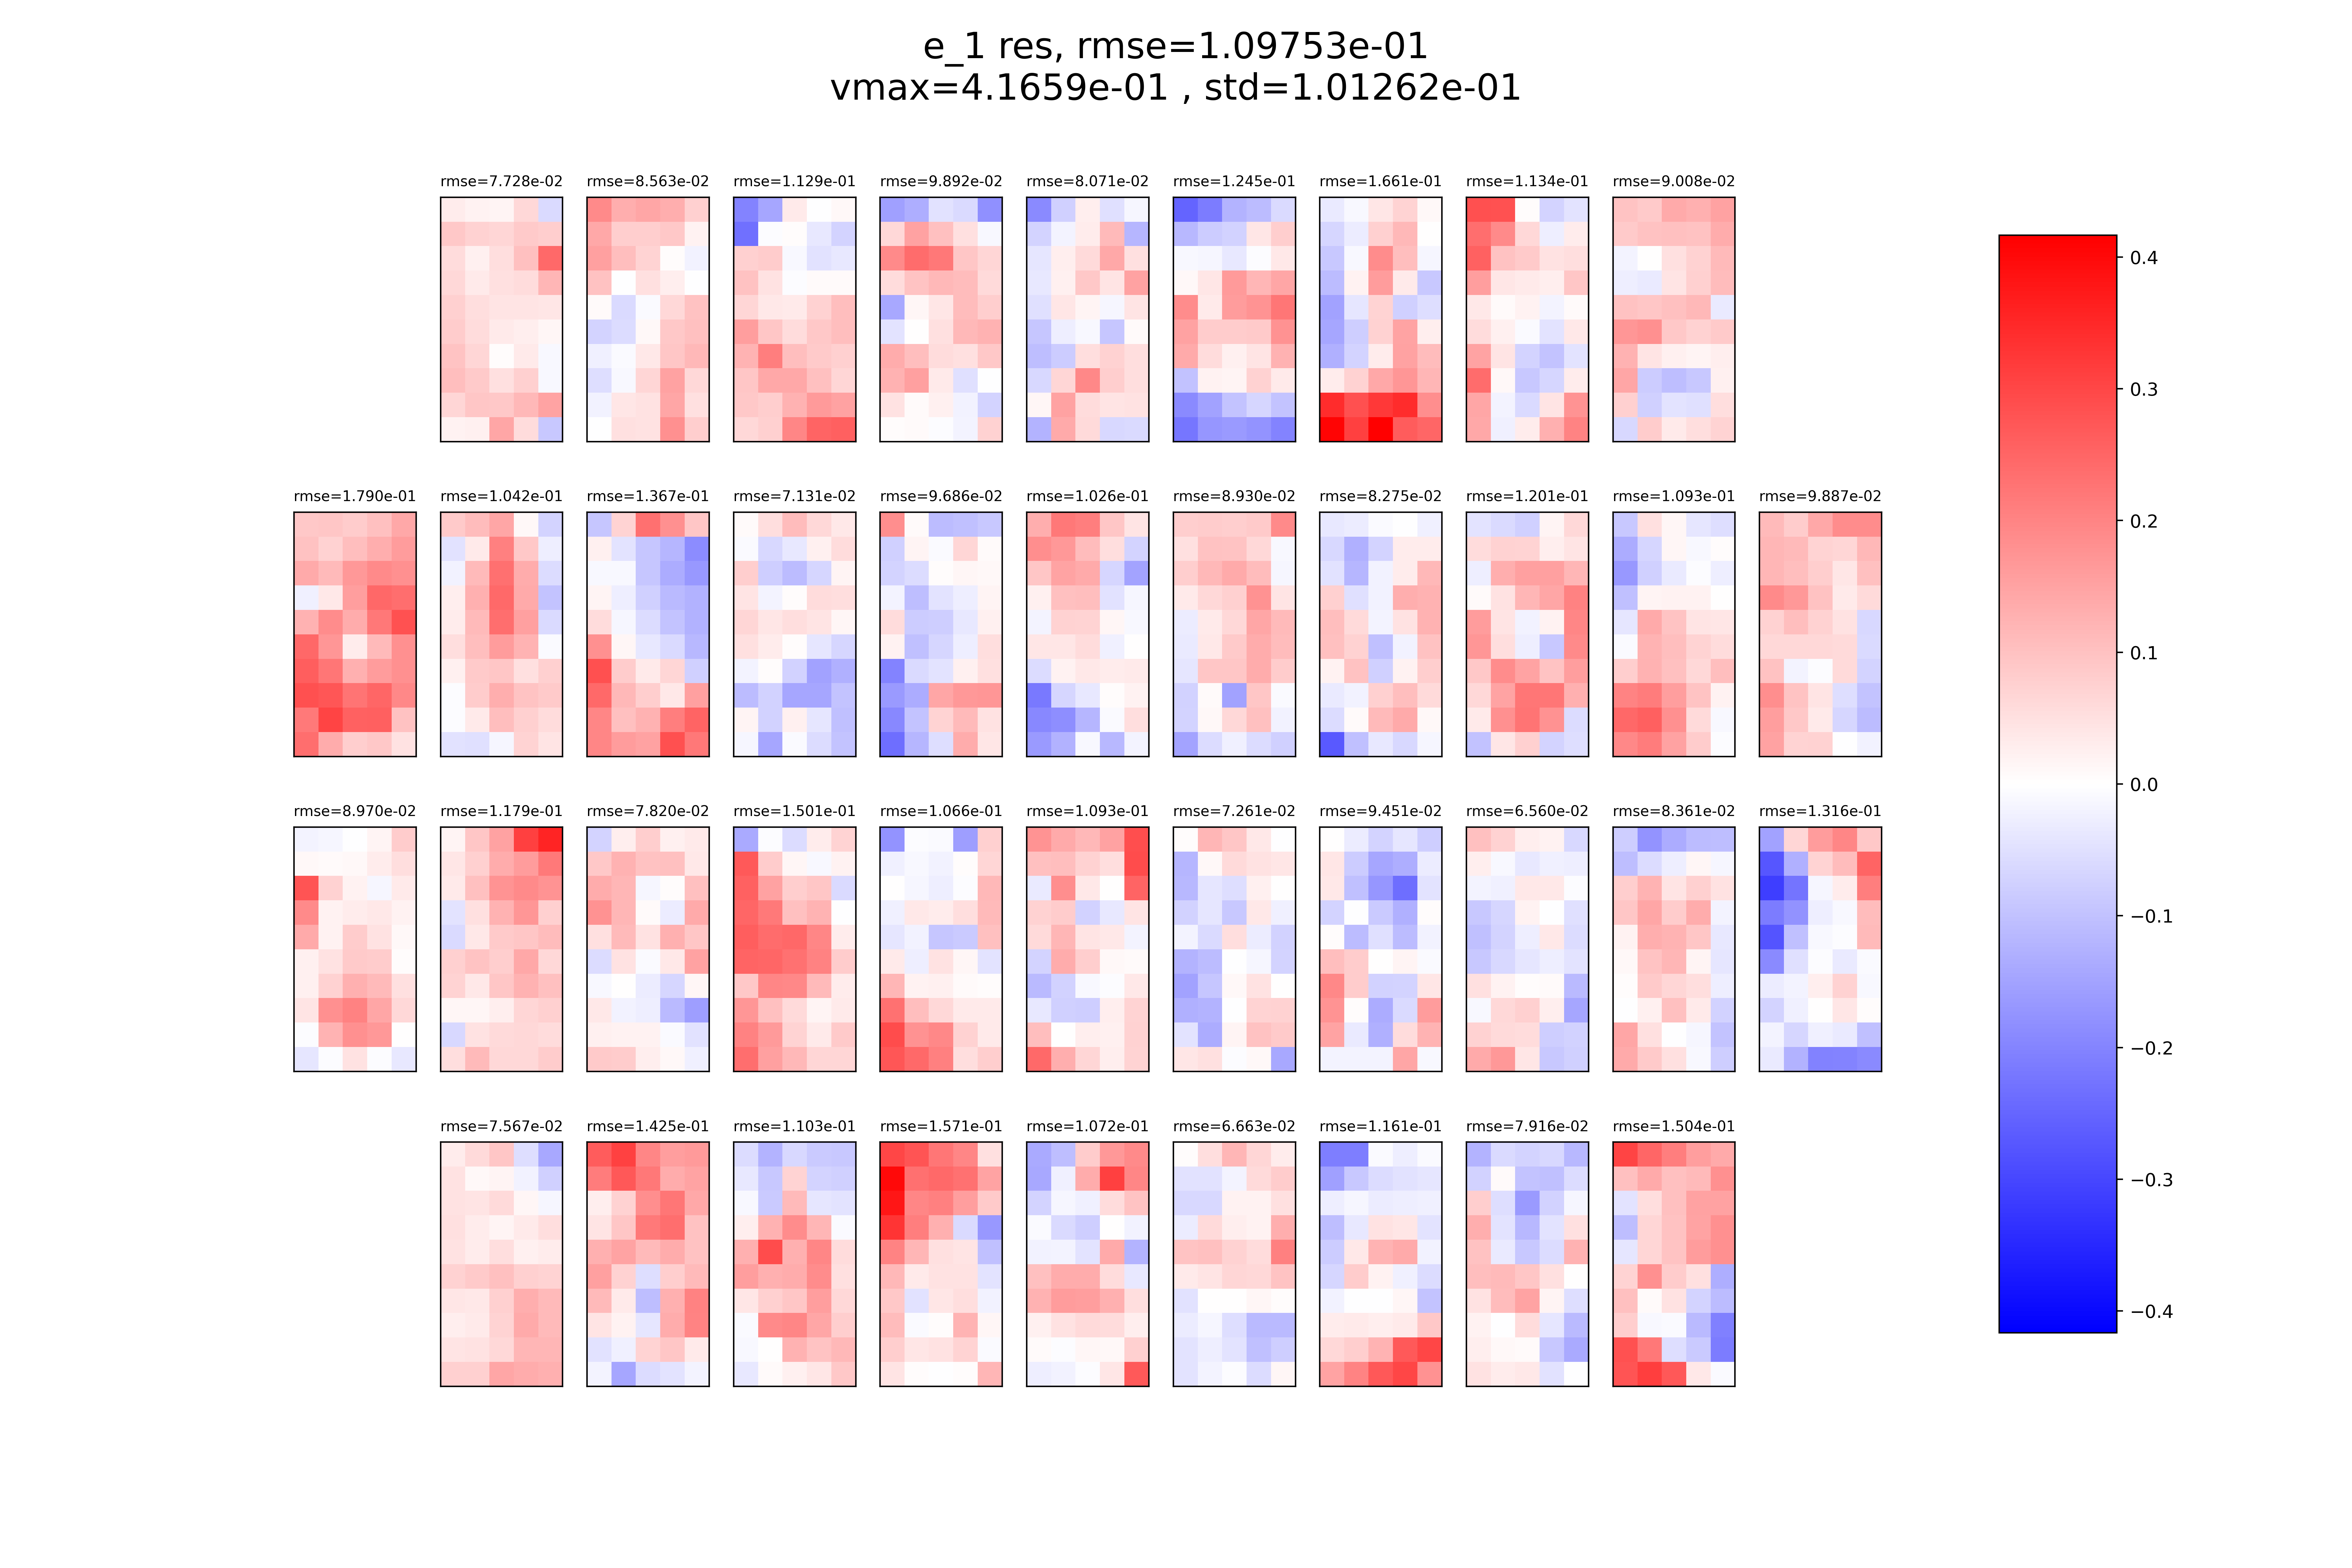 e_1 res, rmse=1.09753e-01
vmax=4.1659e-01 , std=1.01262e-01
rmse=7.728e-02 rmse=8.563e-02 rmse=1.129e-01 rmse=9.892e-02 rmse=8.071e-02 rmse=1.245e-01 rmse=1.661e-01 rmse=1.134e-01 rmse=9.008e-02
rmse=1.790e-01 rmse=1.042e-01 rmse=1.367e-01 rmse=7.131e-02 rmse=9.686e-02 rmse=1.026e-01 rmse=8.930e-02 rmse=8.275e-02 rmse=1.201e-01 rmse=1.093e-01 rmse=9.887e-02
rmse=8.970e-02 rmse=1.179e-01 rmse=7.820e-02 rmse=1.501e-01 rmse=1.066e-01 rmse=1.093e-01 rmse=7.261e-02 rmse=9.451e-02 rmse=6.560e-02 rmse=8.361e-02 rmse=1.316e-01
rmse=7.567e-02 rmse=1.425e-01 rmse=1.103e-01 rmse=1.571e-01 rmse=1.072e-01 rmse=6.663e-02 rmse=1.161e-01 rmse=7.916e-02 rmse=1.504e-01
0.4
0.3
0.2
0.1
0.0
−0.1
−0.2
−0.3
−0.4